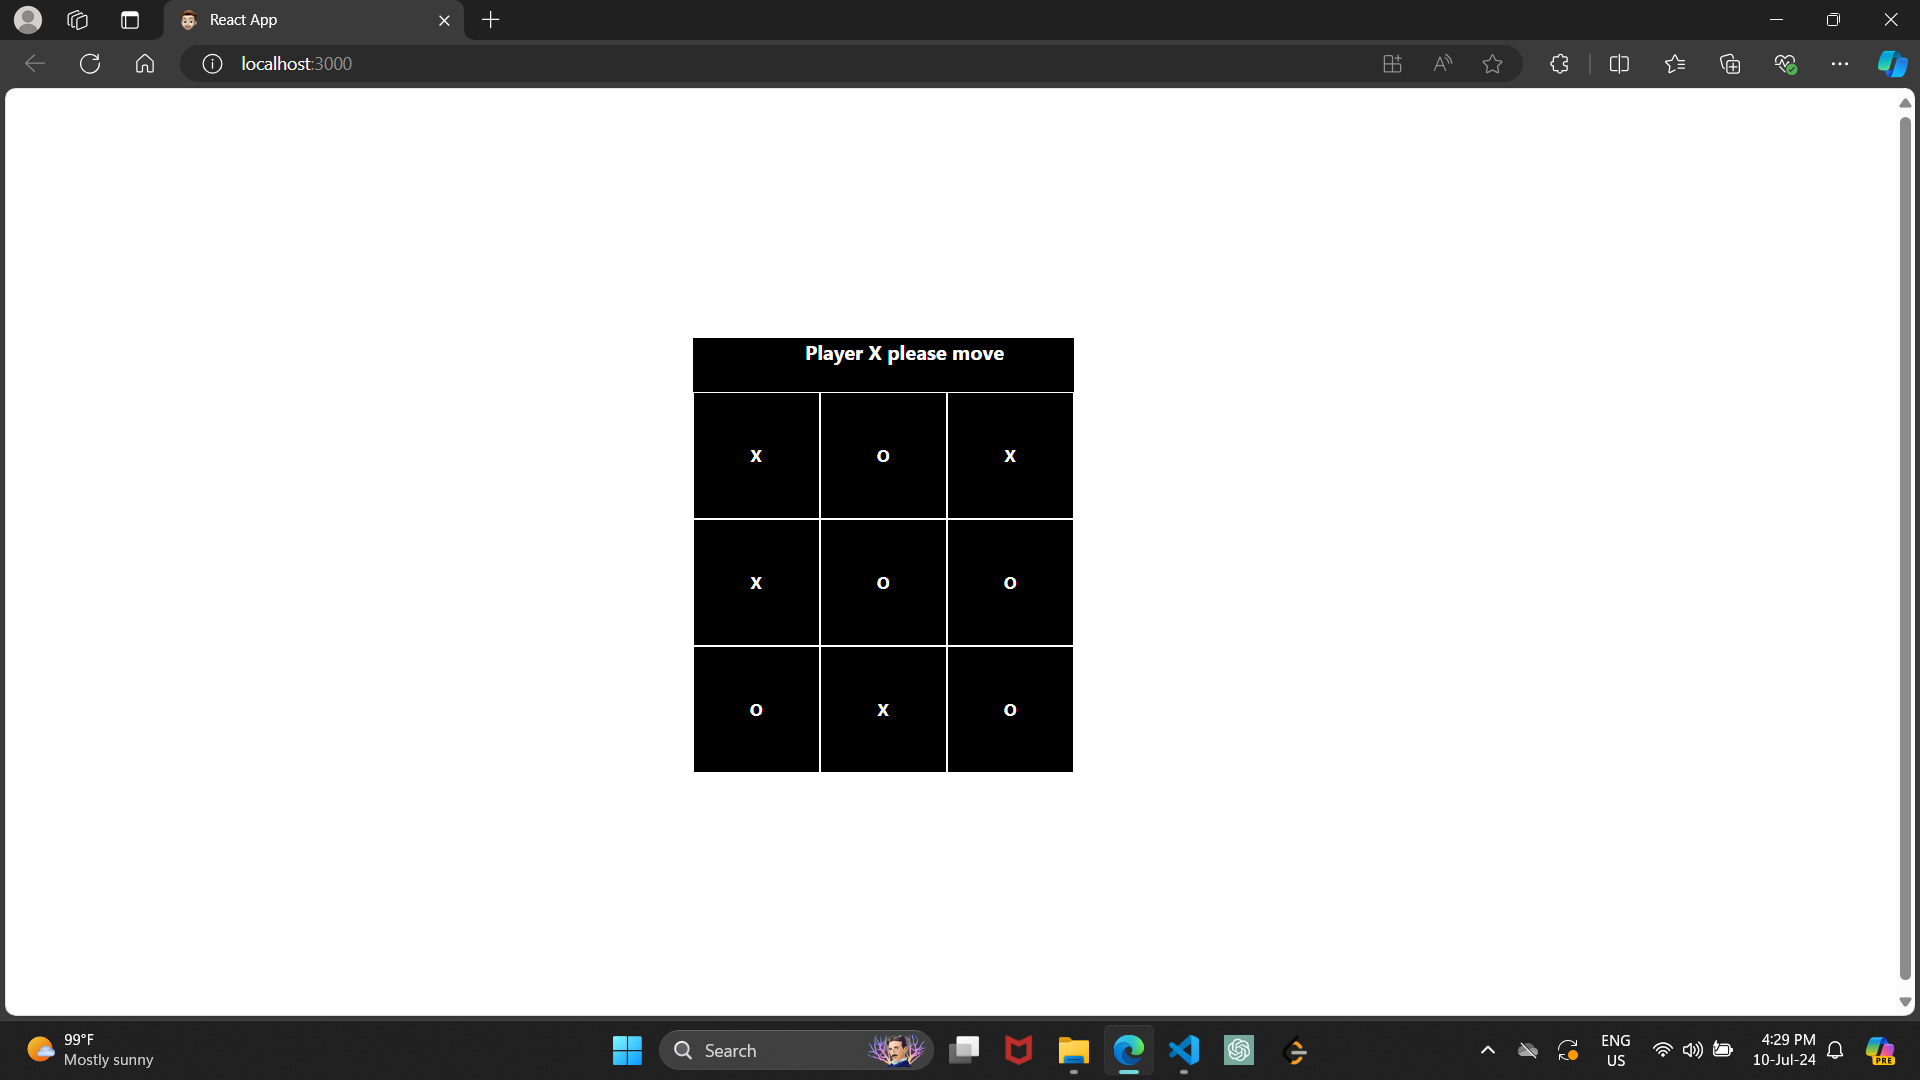 React App
localhost:3000
Player X please move
x o x
x o o
o x o
99°F
Mostly sunny
Search
ENG
US
4:29 PM
10-Jul-24
PRE